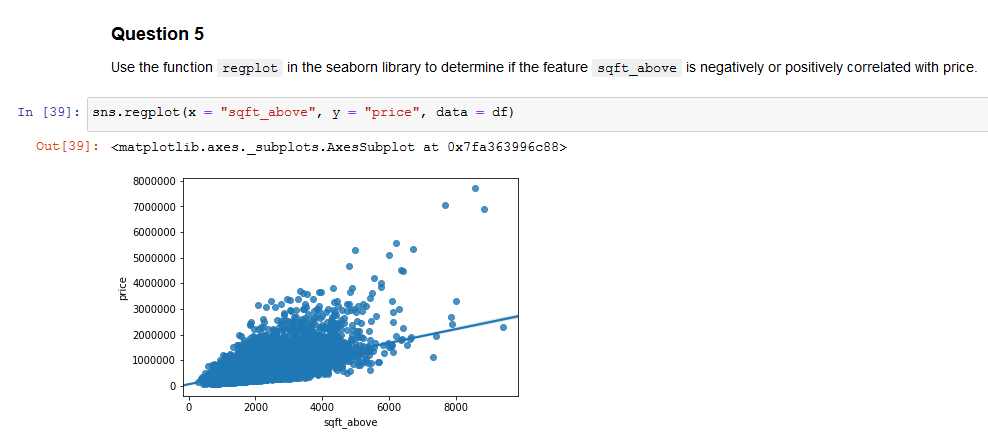 Question 5
Use the function regplot in the seaborn library to determine if the feature sqft_above is negatively or positively correlated with price.
In [39]: sns.regplot(x = "sqft_above", y = "price", data = df)
Out[39]: <matplotlib.axes._subplots.AxesSubplot at 0x7fa363996c88>
8000000
7000000
6000000
5000000
4000000
3000000
2000000
1000000
0
price
0 2000 4000 6000 8000
sqft_above